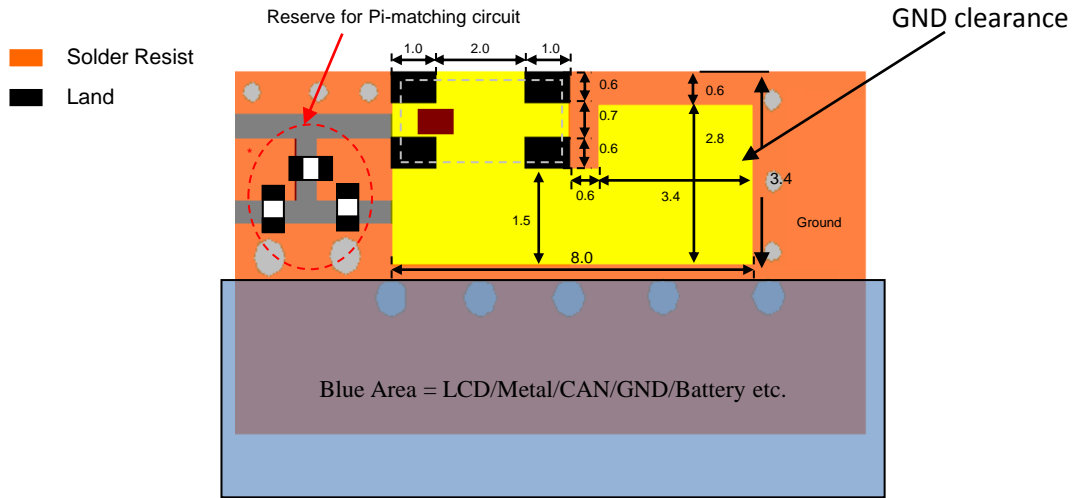 Reserve for Pi-matching circuit
GND clearance
Solder Resist
Land
1.0
2.0
1.0
0.6
0.6
0.7
2.8
0.6
0.6
3.4
3.4
1.5
Ground
8.0
Blue Area = LCD/Metal/CAN/GND/Battery etc.